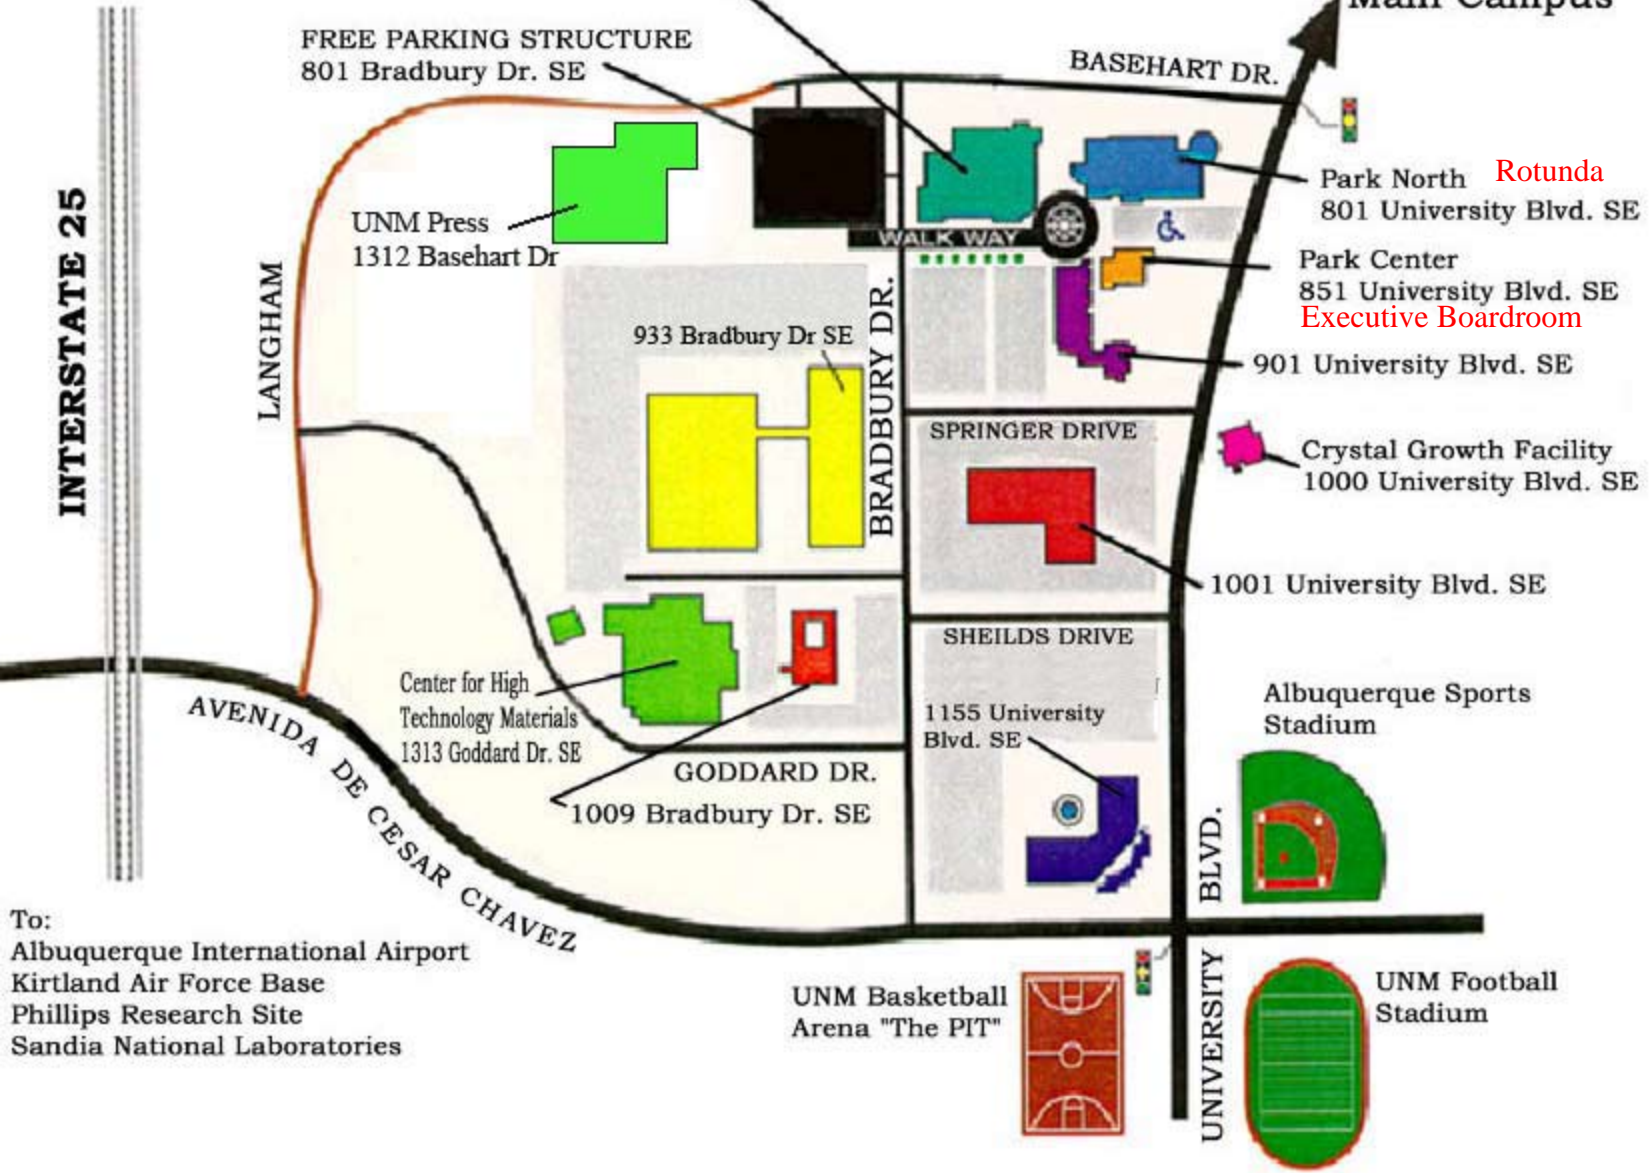 Main Campus
FREE PARKING STRUCTURE
801 Bradbury Dr. SE
BASEHART DR.
Park North Rotunda
801 University Blvd. SE
UNM Press
1312 Basehart Dr
WALK WAY
INTERSTATE 25
LANGHAM
Park Center
851 University Blvd. SE
Executive Boardroom
933 Bradbury Dr SE
BRADBURY DR.
901 University Blvd. SE
SPRINGER DRIVE
Crystal Growth Facility
1000 University Blvd. SE
1001 University Blvd. SE
SHEILDS DRIVE
Center for High
Technology Materials
1313 Goddard Dr. SE
1155 University
Blvd. SE
Albuquerque Sports
Stadium
AVENIDA DE CESAR CHAVEZ
GODDARD DR.
1009 Bradbury Dr. SE
UNIVERSITY BLVD.
To:
Albuquerque International Airport
Kirtland Air Force Base
Phillips Research Site
Sandia National Laboratories
UNM Basketball
Arena "The PIT"
UNM Football
Stadium